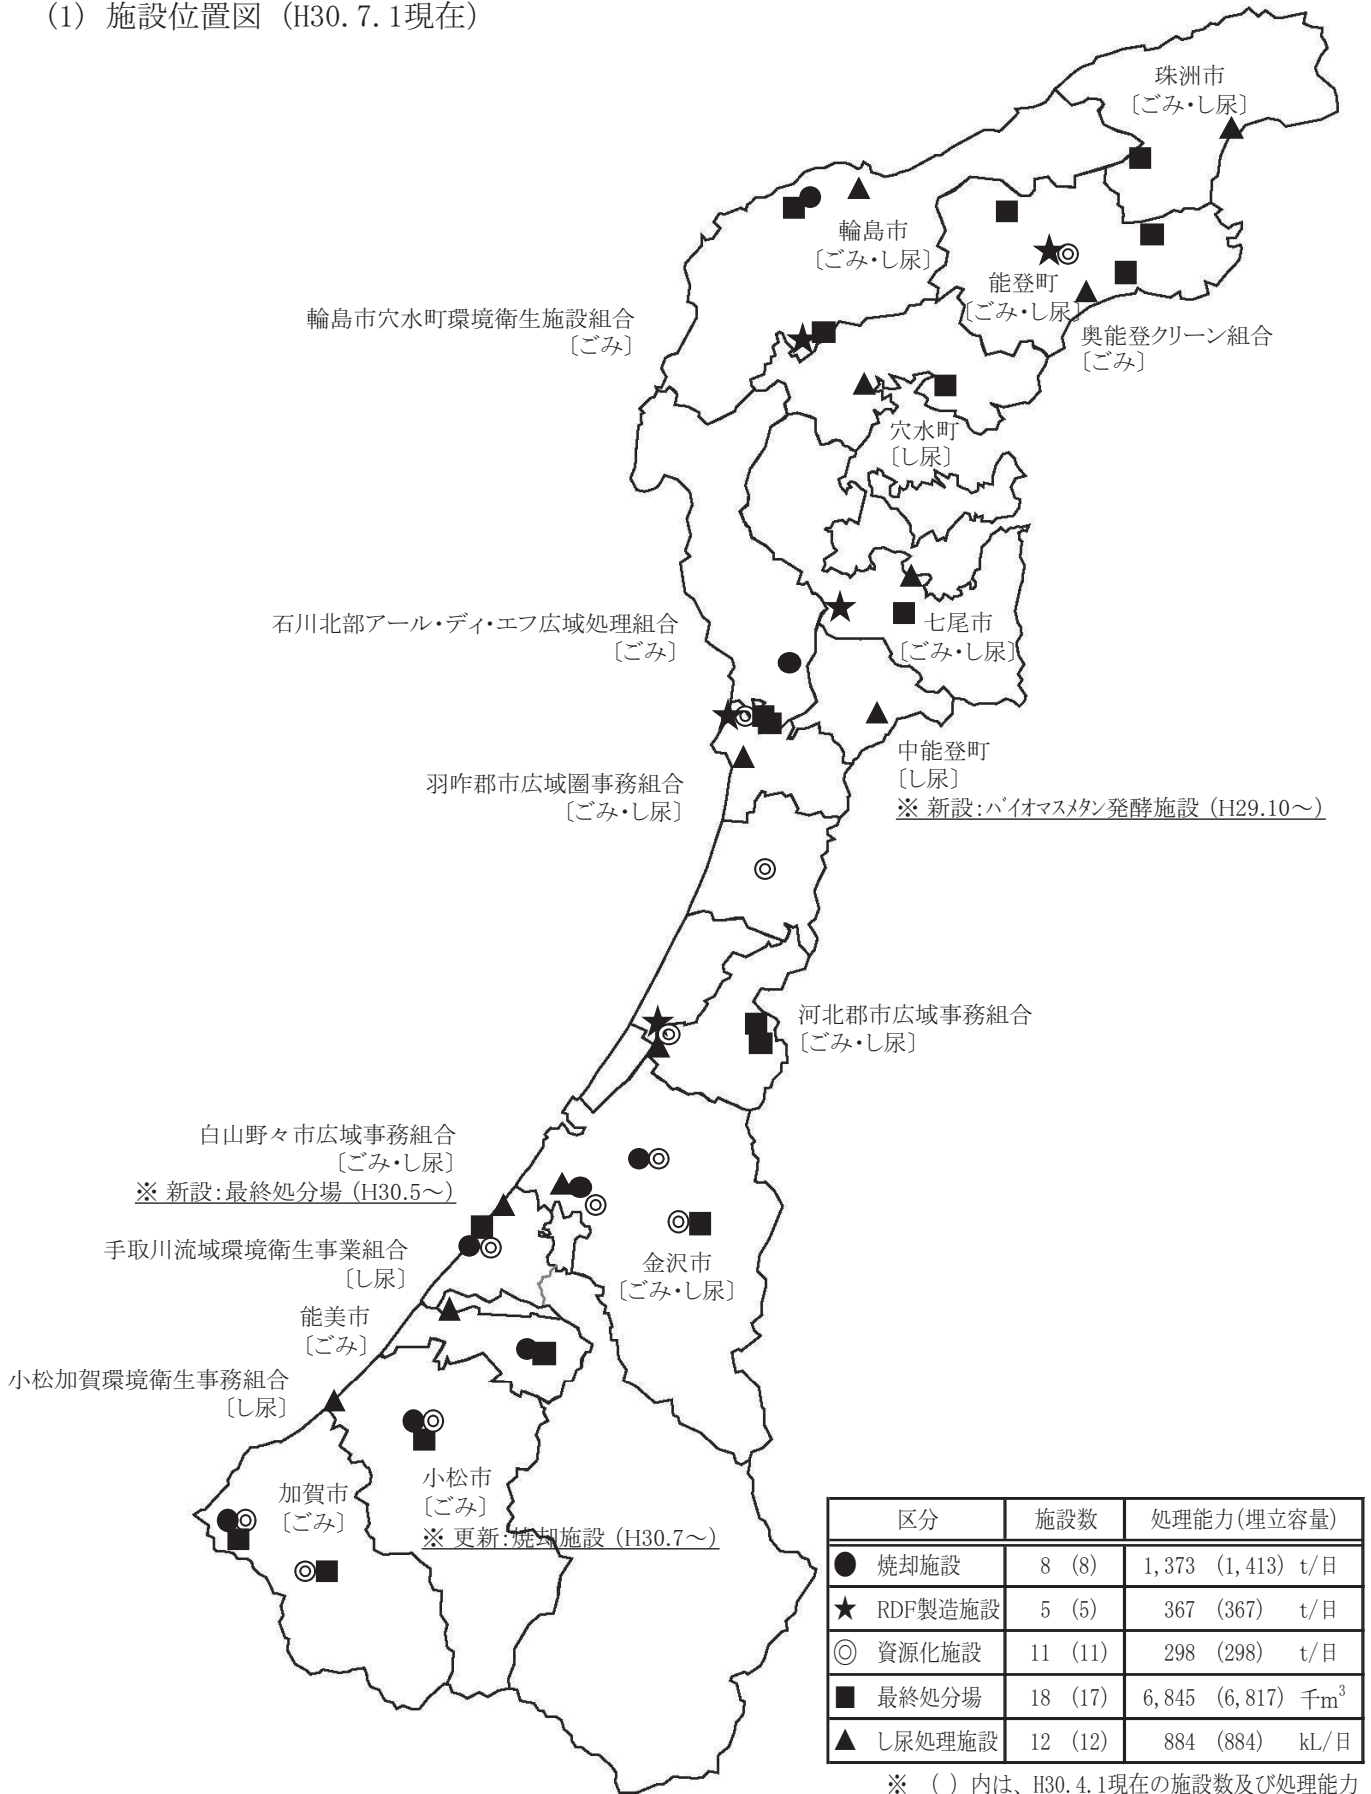 (1) 施設位置図 (H30.7.1現在)
珠洲市
〔ごみ・し尿〕
輪島市
〔ごみ・し尿〕
能登町
〔ごみ・し尿〕
輪島市穴水町環境衛生施設組合
〔ごみ〕
奥能登クリーン組合
〔ごみ〕
穴水町
〔し尿〕
石川北部アール・ディ・エフ広域処理組合
〔ごみ〕
七尾市
〔ごみ・し尿〕
中能登町
〔し尿〕
※ 新設:バイオマスメタン発酵施設 (H29.10～)
羽咋郡市広域圏事務組合
〔ごみ・し尿〕
河北郡市広域事務組合
〔ごみ・し尿〕
白山野々市広域事務組合
〔ごみ・し尿〕
※ 新設:最終処分場 (H30.5～)
手取川流域環境衛生事業組合
〔し尿〕
金沢市
〔ごみ・し尿〕
能美市
〔ごみ〕
小松加賀環境衛生事務組合
〔し尿〕
小松市
〔ごみ〕
※ 更新:焼却施設 (H30.7～)
加賀市
〔ごみ〕
区分 施設数 処理能力(埋立容量)
● 焼却施設 8 (8) 1,373 (1,413) t/日
★ RDF製造施設 5 (5) 367 (367) t/日
◎ 資源化施設 11 (11) 298 (298) t/日
■ 最終処分場 18 (17) 6,845 (6,817) 千m³
▲ し尿処理施設 12 (12) 884 (884) kL/日
※ ( ) 内は、H30.4.1現在の施設数及び処理能力